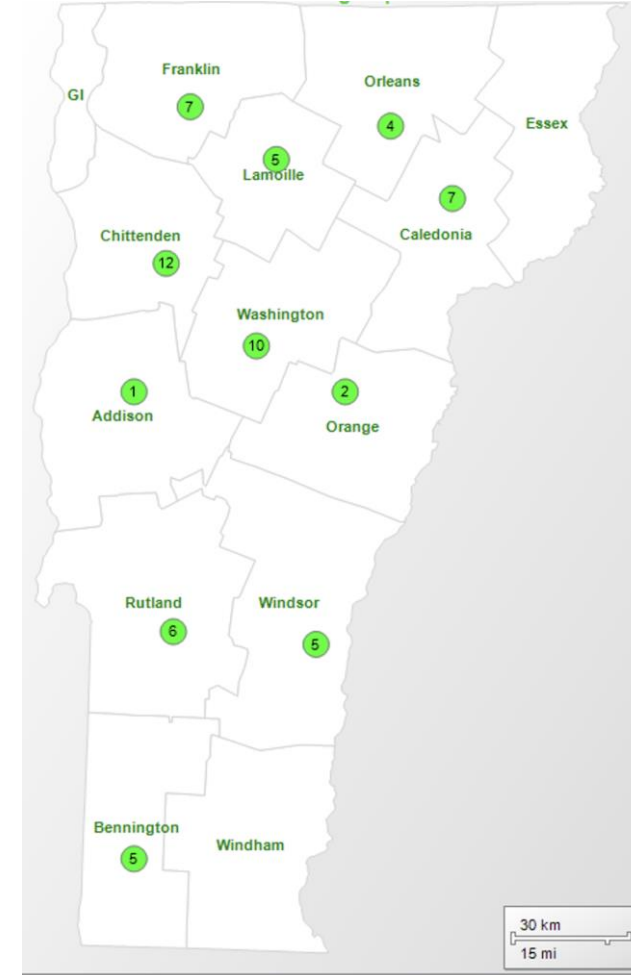 Franklin
7
Orleans
4
GI
Essex
5
Lamoille
7
Caledonia
Chittenden
12
Washington
10
1
Addison
2
Orange
Rutland
6
Windsor
5
Bennington
5
Windham
30 km
15 mi